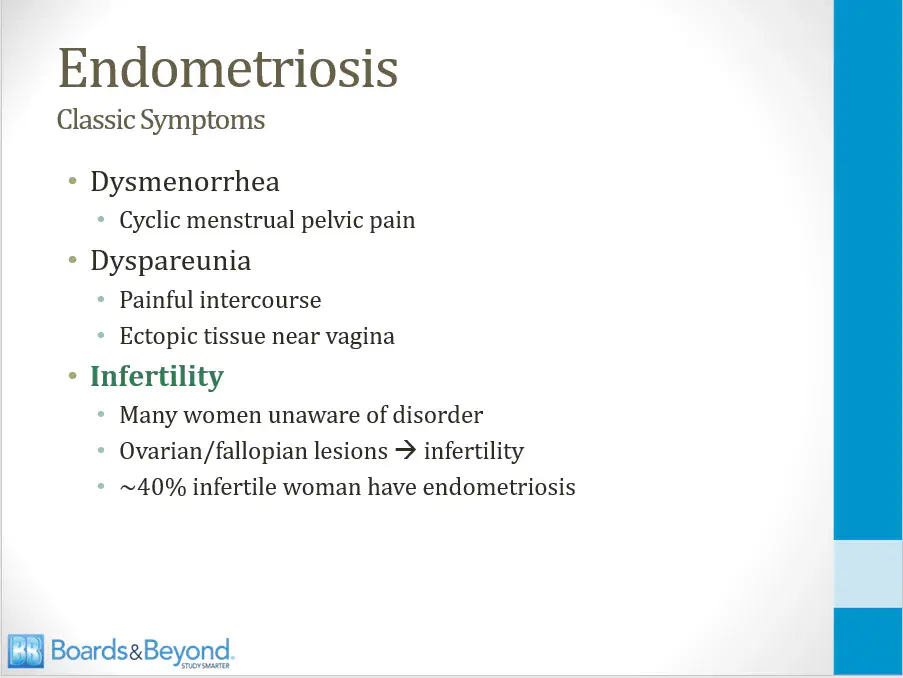 Endometriosis
Classic Symptoms
• Dysmenorrhea
• Cyclic menstrual pelvic pain
• Dyspareunia
• Painful intercourse
• Ectopic tissue near vagina
• Infertility
• Many women unaware of disorder
• Ovarian/fallopian lesions → infertility
• ~40% infertile woman have endometriosis
BB Boards&Beyond.
STUDY SMARTER